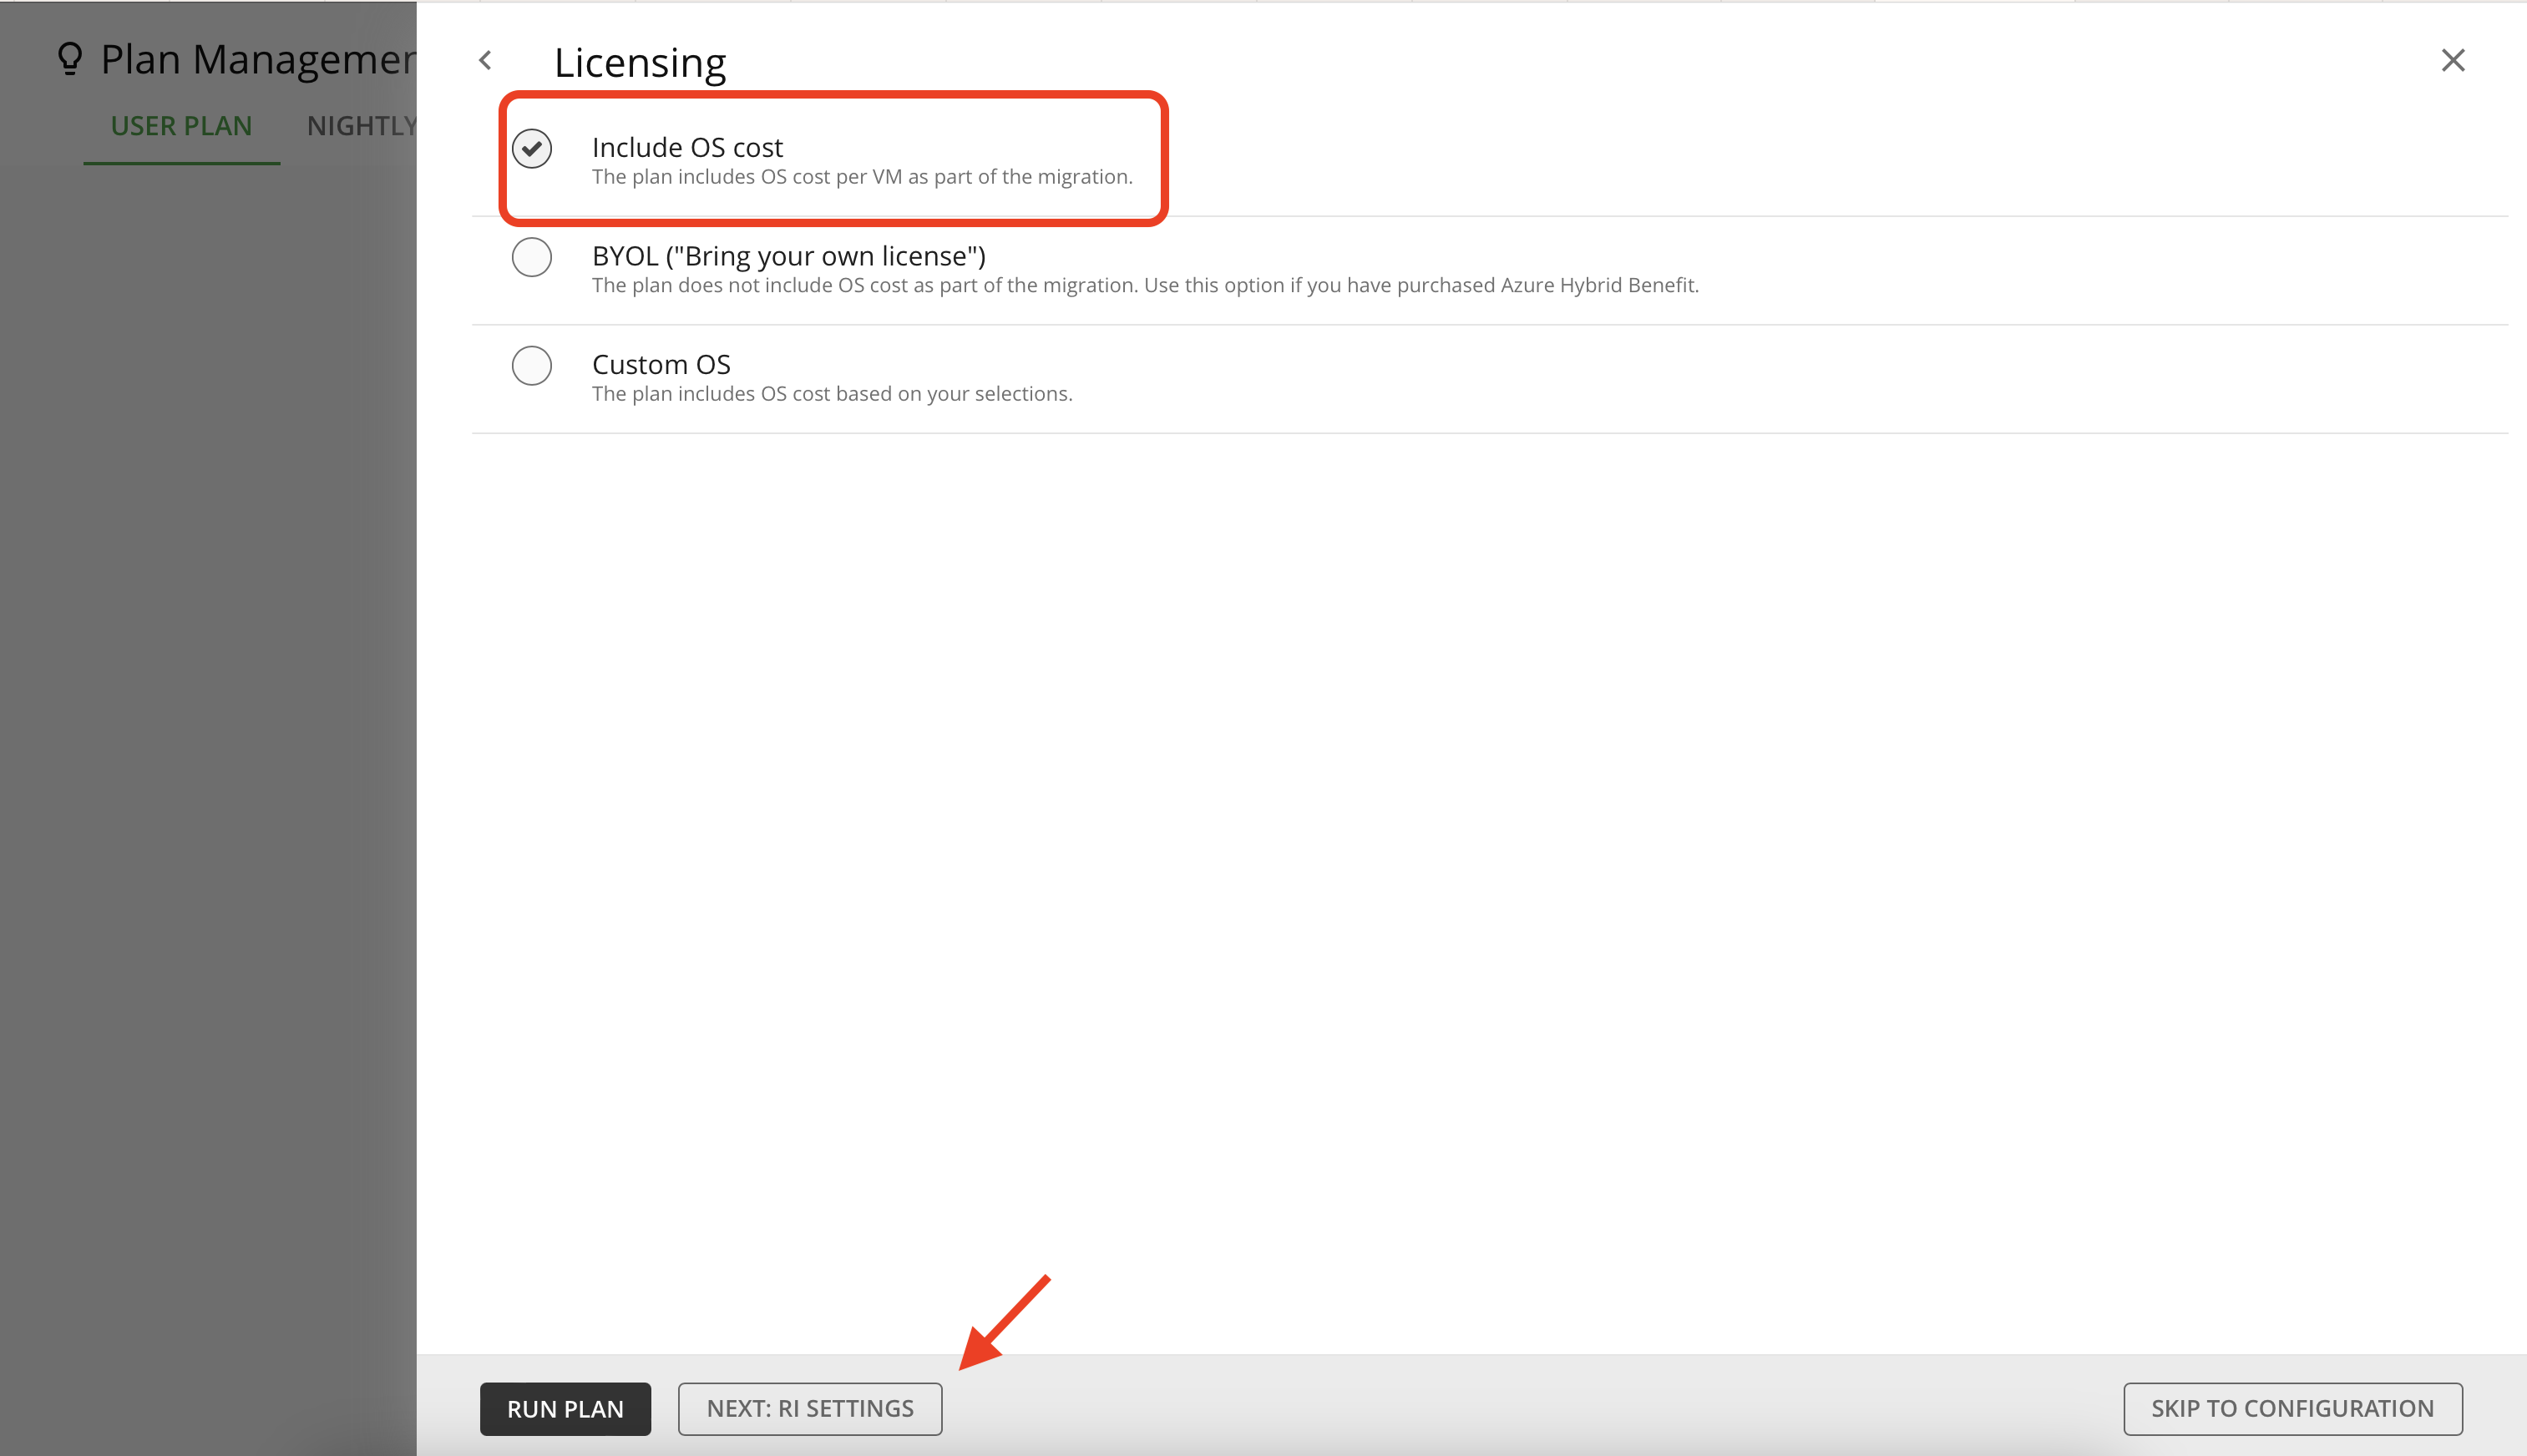 Plan Managemen
USER PLAN
NIGHTLY
Licensing
Include OS cost
The plan includes OS cost per VM as part of the migration.
BYOL ("Bring your own license")
The plan does not include OS cost as part of the migration. Use this option if you have purchased Azure Hybrid Benefit.
Custom OS
The plan includes OS cost based on your selections.
RUN PLAN
NEXT: RI SETTINGS
SKIP TO CONFIGURATION